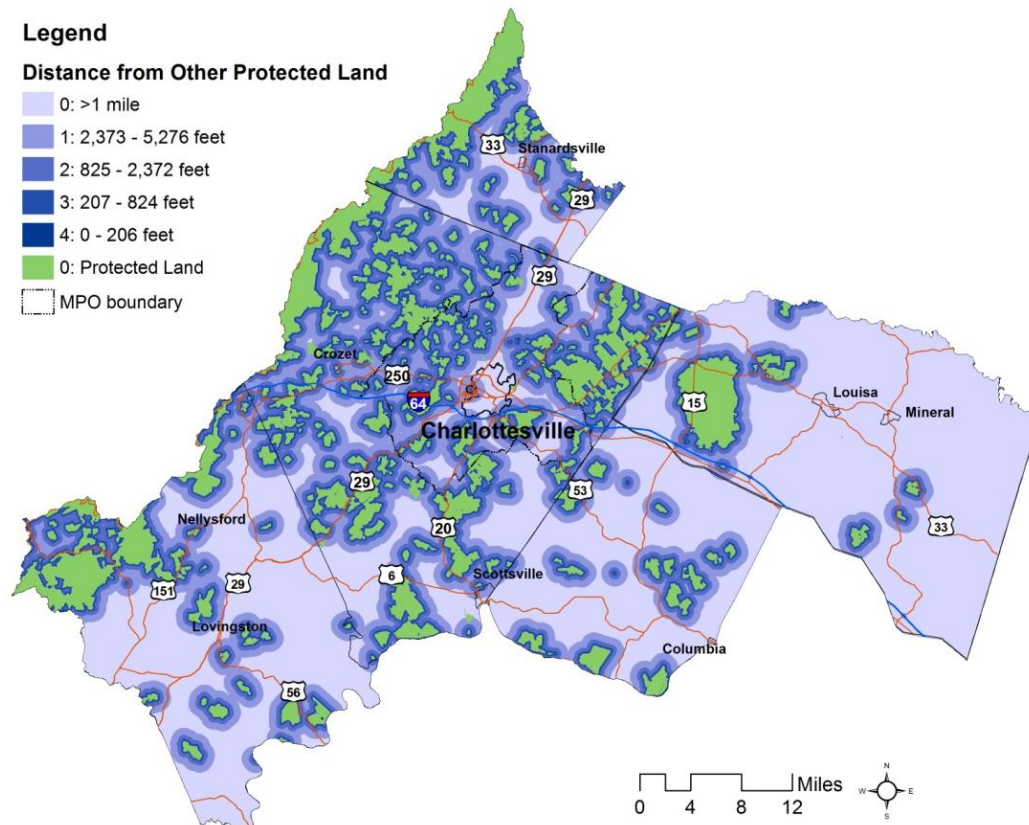 Legend
Distance from Other Protected Land
0: >1 mile
1: 2,373 - 5,276 feet
2: 825 - 2,372 feet
3: 207 - 824 feet
4: 0 - 206 feet
0: Protected Land
MPO boundary
33
Stanardsville
29
29
Crozet
250
64
15
Louisa
Mineral
Charlottesville
29
53
20
33
Nellysford
6
Scottsville
151
29
Lovingston
Columbia
56
Miles
0 4 8 12
N
W E
S